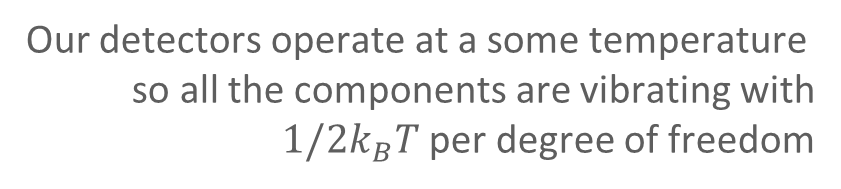 Our detectors operate at a some temperature
so all the components are vibrating with
1/2k_BT per degree of freedom